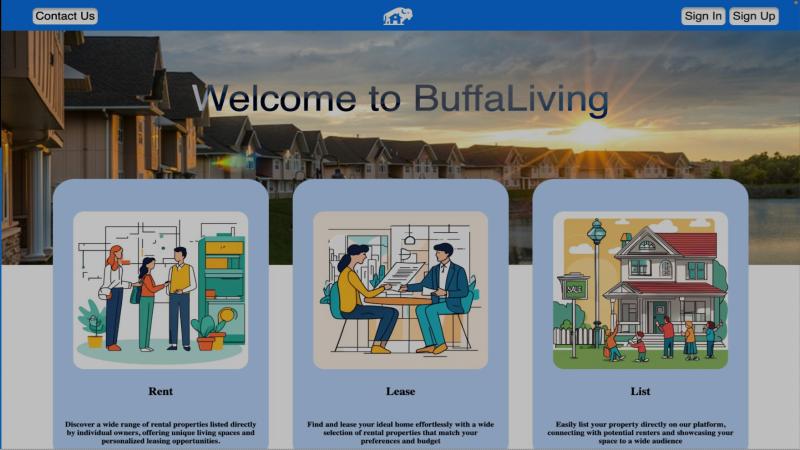 Contact Us
Sign In Sign Up
Welcome to BuffaLiving
SALE
Rent
Discover a wide range of rental properties listed directly
by individual owners, offering unique living spaces and
personalized leasing opportunities.
Lease
Find and lease your ideal home effortlessly with a wide
selection of rental properties that match your
preferences and budget
List
Easily list your property directly on our platform,
connecting with potential renters and showcasing your
space to a wide audience